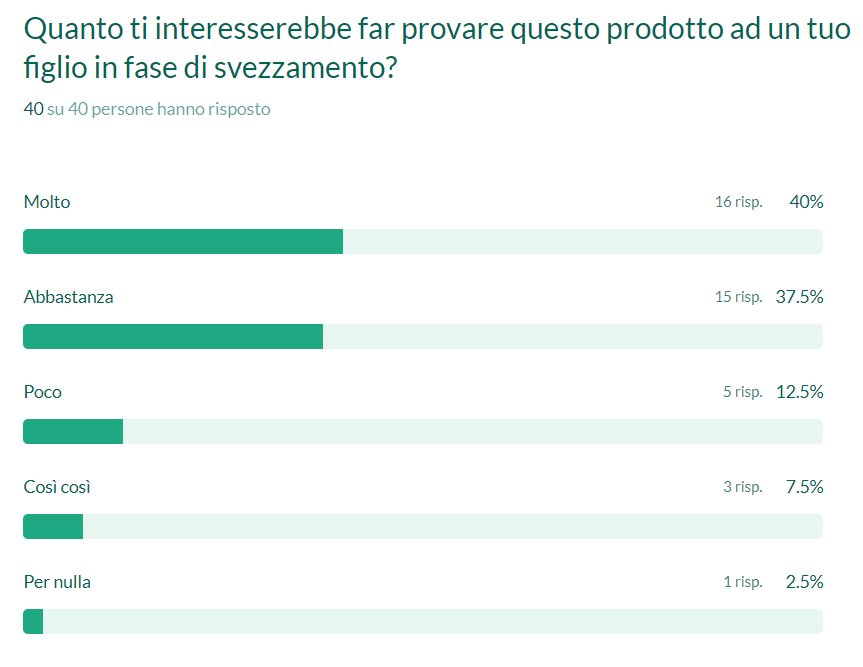 Quanto ti interesserebbe far provare questo prodotto ad un tuo
figlio in fase di svezzamento?
40 su 40 persone hanno risposto
Molto 16 risp. 40%
Abbastanza 15 risp. 37.5%
Poco 5 risp. 12.5%
Così così 3 risp. 7.5%
Per nulla 1 risp. 2.5%